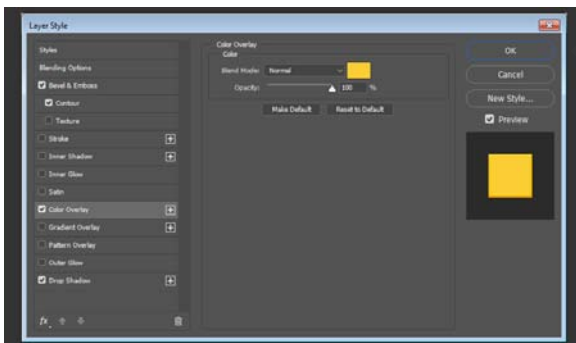 Layer Style
Styles
Blending Options
Bevel & Emboss
Contour
Texture
Stroke
Inner Shadow
Inner Glow
Satin
Color Overlay
Gradient Overlay
Pattern Overlay
Outer Glow
Drop Shadow
fx
Color Overlay
Color
Blend Mode: Normal
Opacity: 100 %
Make Default Reset to Default
OK
Cancel
New Style...
Preview